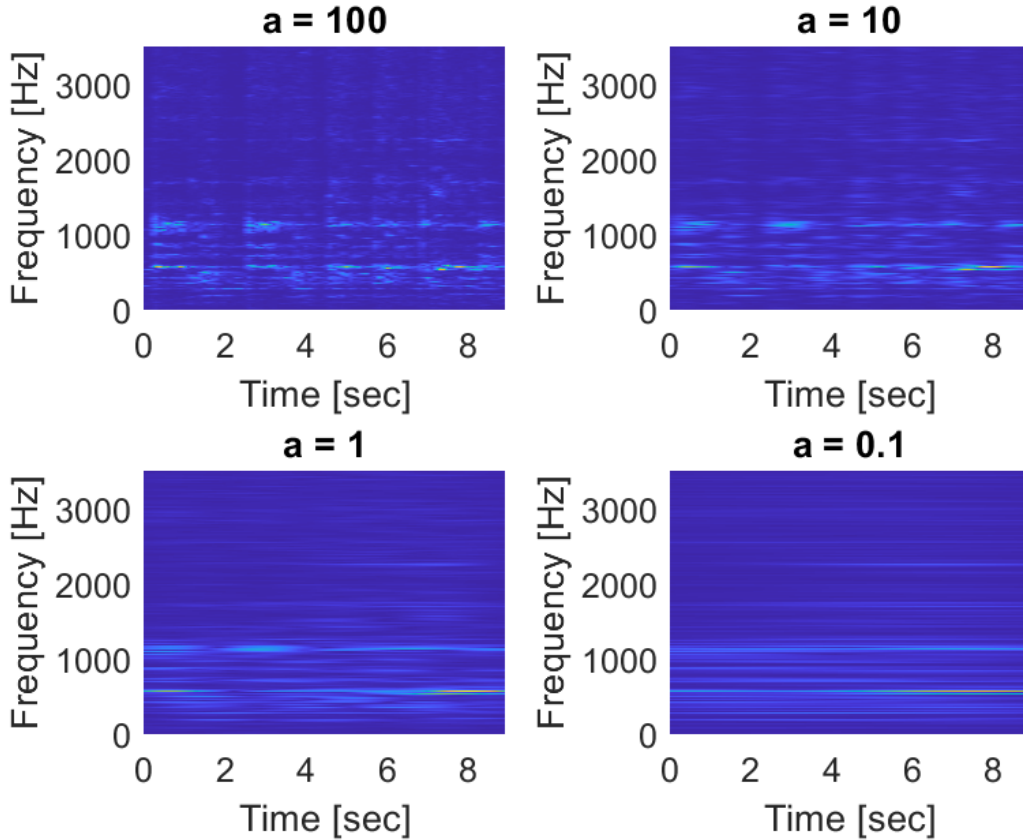 a = 100
Frequency [Hz]
3000
2000
1000
0
0 2 4 6 8
Time [sec]
a = 10
Frequency [Hz]
3000
2000
1000
0
0 2 4 6 8
Time [sec]
a = 1
Frequency [Hz]
3000
2000
1000
0
0 2 4 6 8
Time [sec]
a = 0.1
Frequency [Hz]
3000
2000
1000
0
0 2 4 6 8
Time [sec]